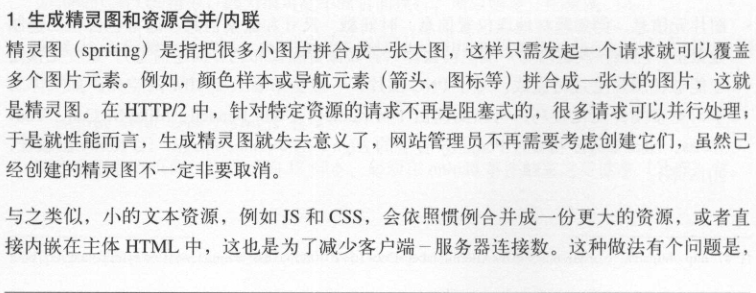 1. 生成精灵图和资源合并/内联
精灵图（spriting）是指把很多小图片拼合成一张大图，这样只需发起一个请求就可以覆盖
多个图片元素。例如，颜色样本或导航元素（箭头、图标等）拼合成一张大的图片，这就
是精灵图。在 HTTP/2 中，针对特定资源的请求不再是阻塞式的，很多请求可以并行处理；
于是就性能而言，生成精灵图就失去意义了，网站管理员不再需要考虑创建它们，虽然已
经创建的精灵图不一定非要取消。
与之类似，小的文本资源，例如 JS 和 CSS，会依照惯例合并成一份更大的资源，或者直
接内嵌在主体 HTML 中，这也是为了减少客户端－服务器连接数。这种做法有个问题是，